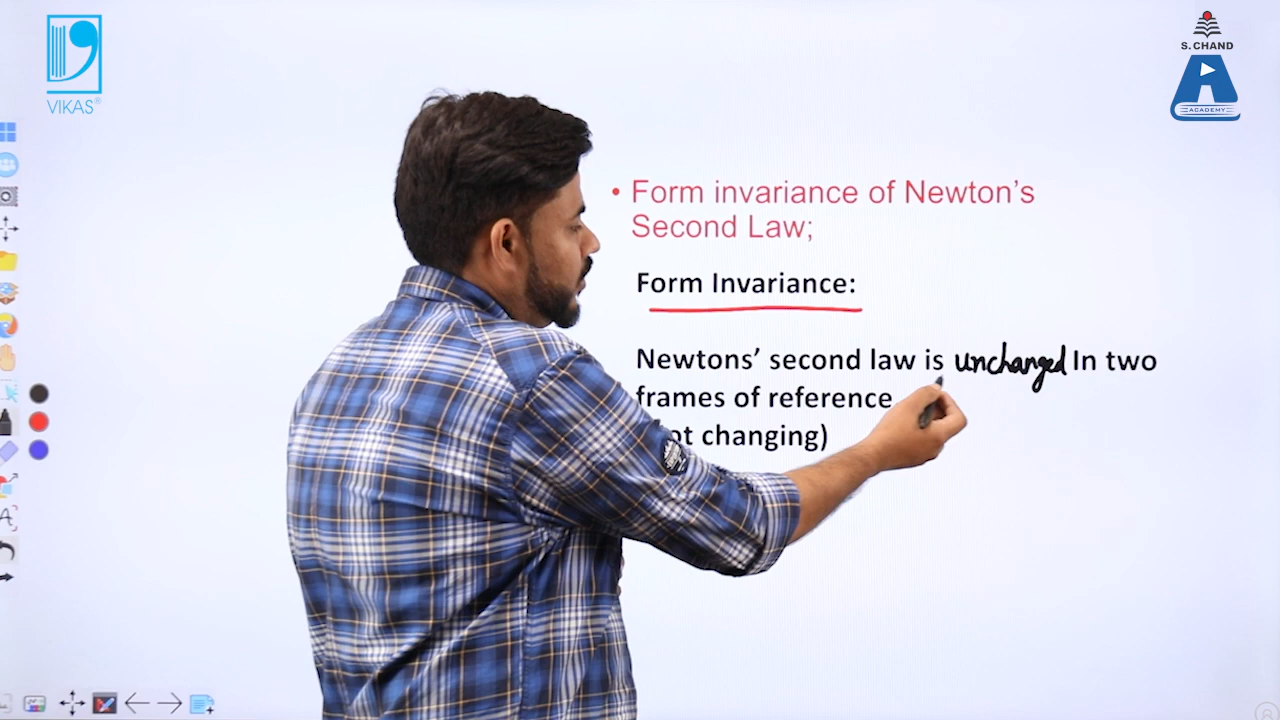 VIKAS®
S. CHAND
ACADEMY
• Form invariance of Newton's
Second Law;
Form Invariance:
Newtons' second law is unchanged In two
frames of reference
changing)